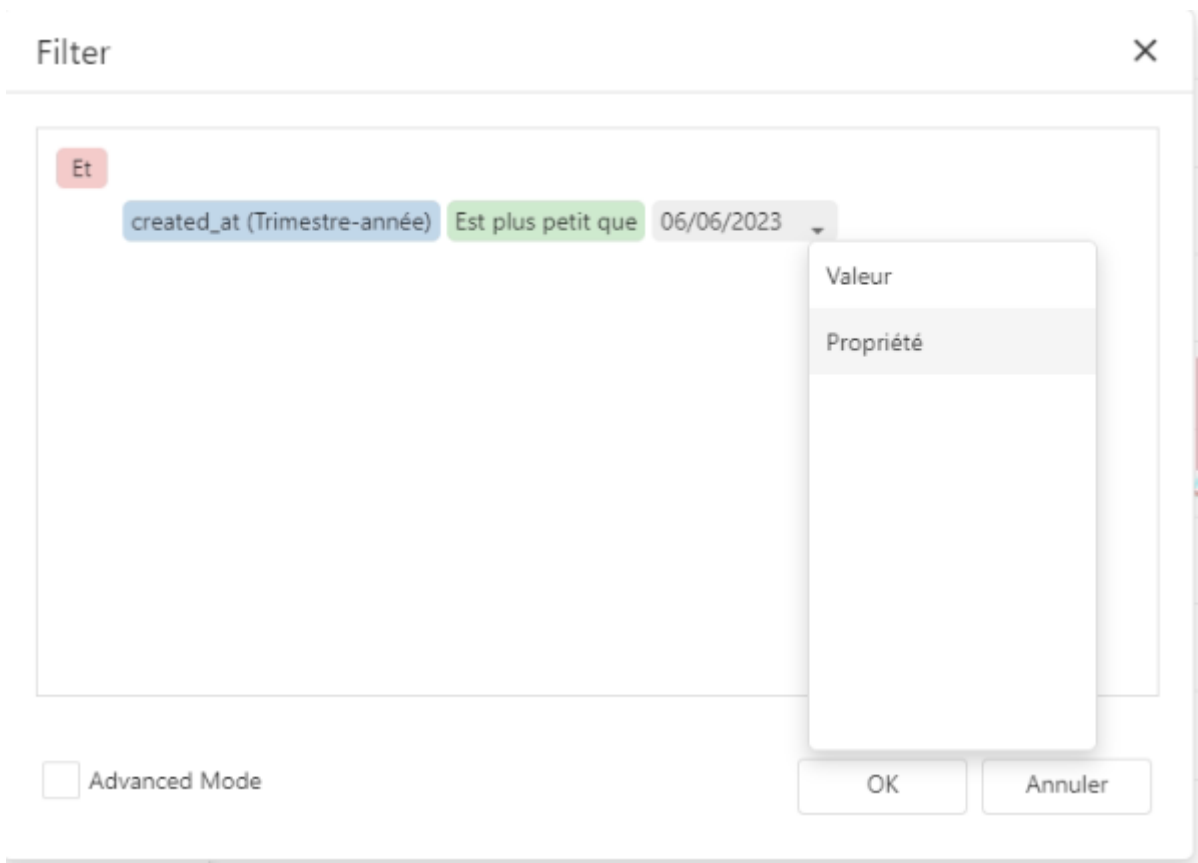 Filter
Et
created_at (Trimestre-année) Est plus petit que 06/06/2023
Valeur
Propriété
Advanced Mode
OK
Annuler